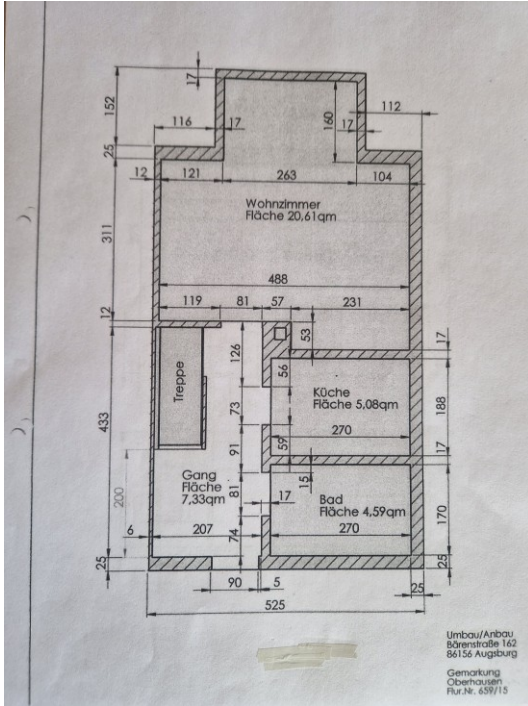 17
152
116
17
160
17
112
25
12
121
263
104
Wohnzimmer
Fläche 20,61qm
311
488
119
81
57
231
12
53
17
126
56
Treppe
Küche
Fläche 5,08qm
188
73
433
270
91
59
17
Gang
Fläche
7,33qm
15
200
81
17
Bad
Fläche 4,59qm
170
6
207
74
270
25
90
5
25
25
525
Umbau/Anbau
Bärenstraße 162
86156 Augsburg
Gemarkung
Oberhausen
Flur.Nr. 659/15